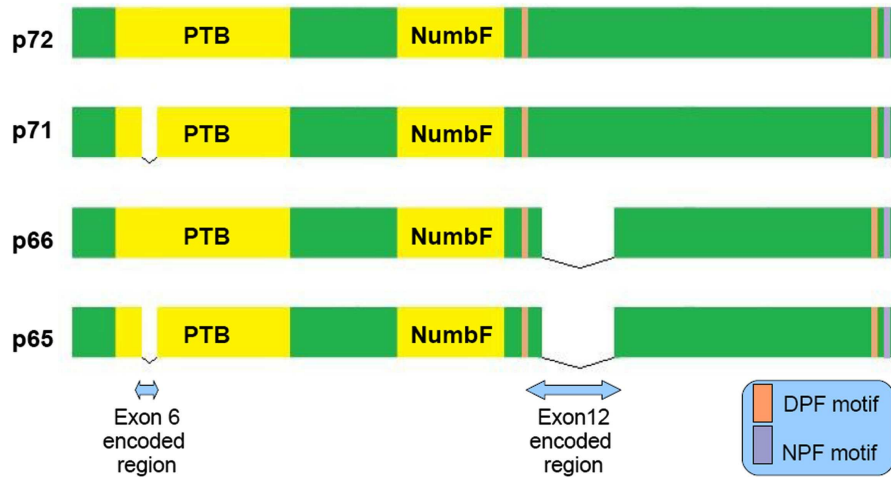 p72 PTB NumbF
p71 PTB NumbF
p66 PTB NumbF
p65 PTB NumbF
Exon 6
encoded
region
Exon12
encoded
region
DPF motif
NPF motif